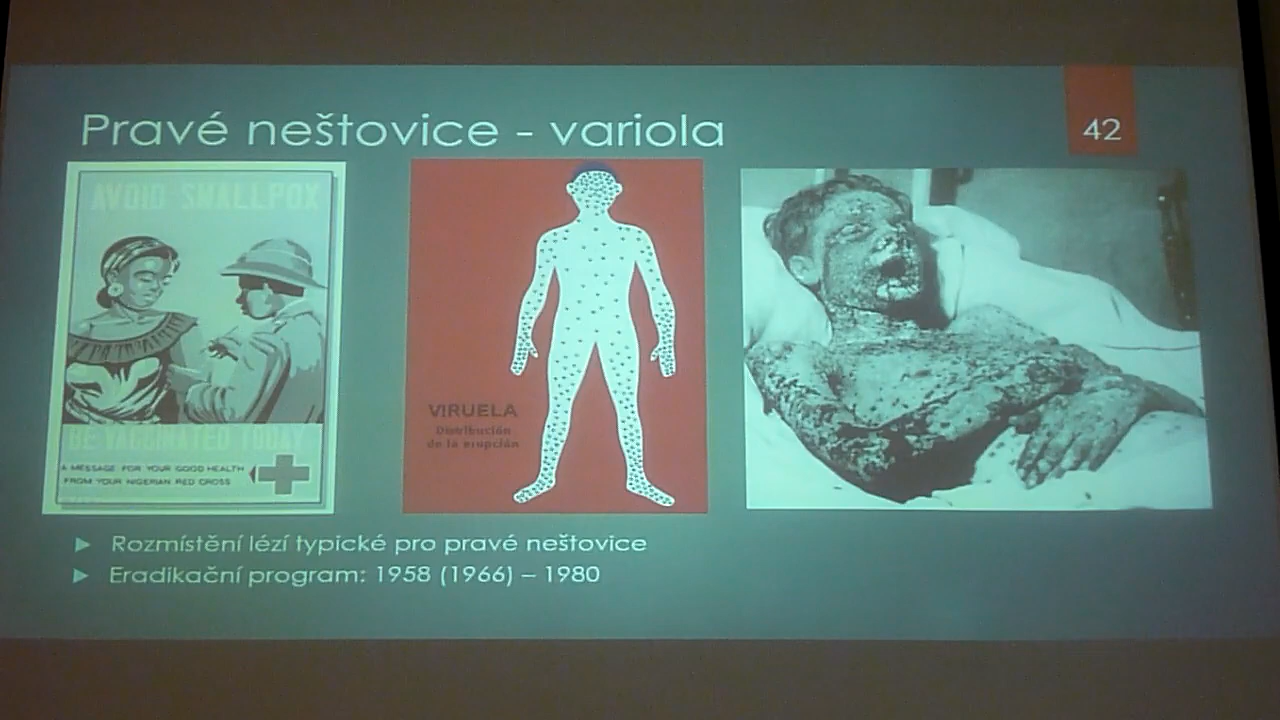 Pravé neštovice - variola
42
AVOID SMALLPOX
BE VACCINATED TODAY
A MESSAGE FOR YOUR GOOD HEALTH
FROM YOUR NIGERIAN RED CROSS
VIRUELA
Distribución
de la erupción
Rozmístění lézí typické pro pravé neštovice
Eradikační program: 1958 (1966) – 1980